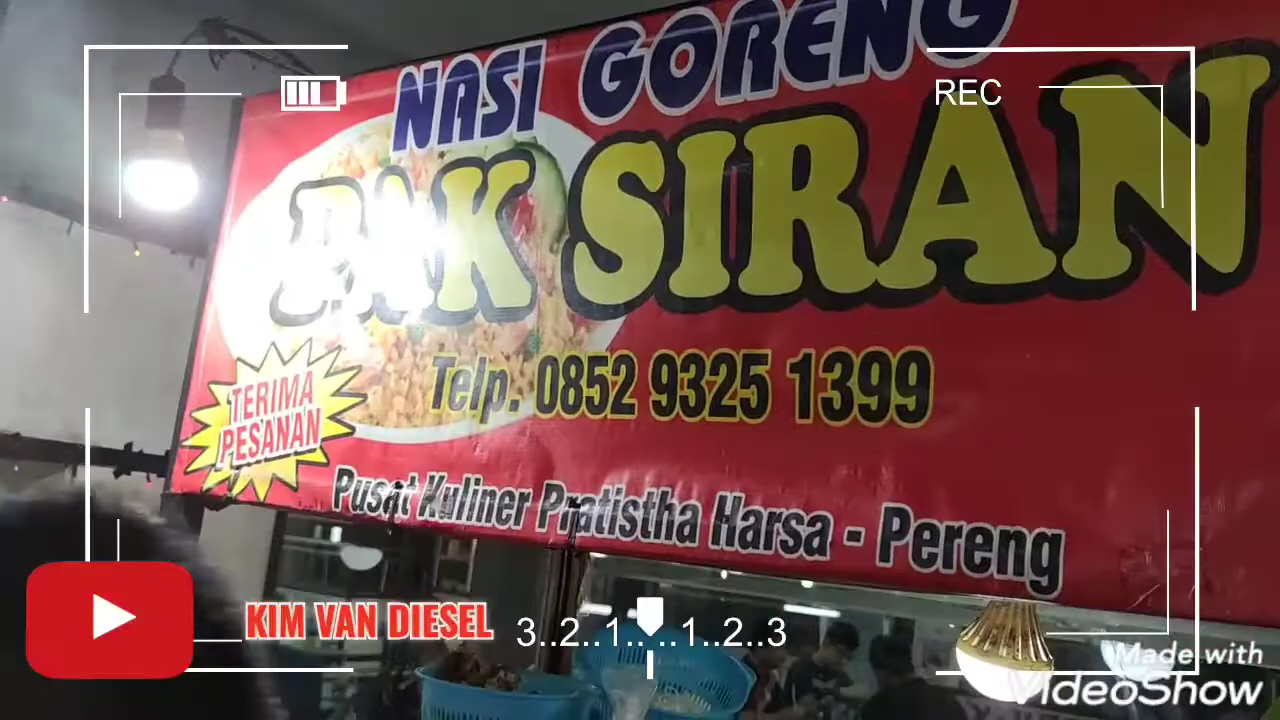 REC
NASI GORENG
PAK SIRAN
Telp. 0852 9325 1399
TERIMA
PESANAN
Pusat Kuliner Pratistha Harsa - Pereng
KIM VAN DIESEL
3..2..1.. ..1..2..3
Made with
VideoShow